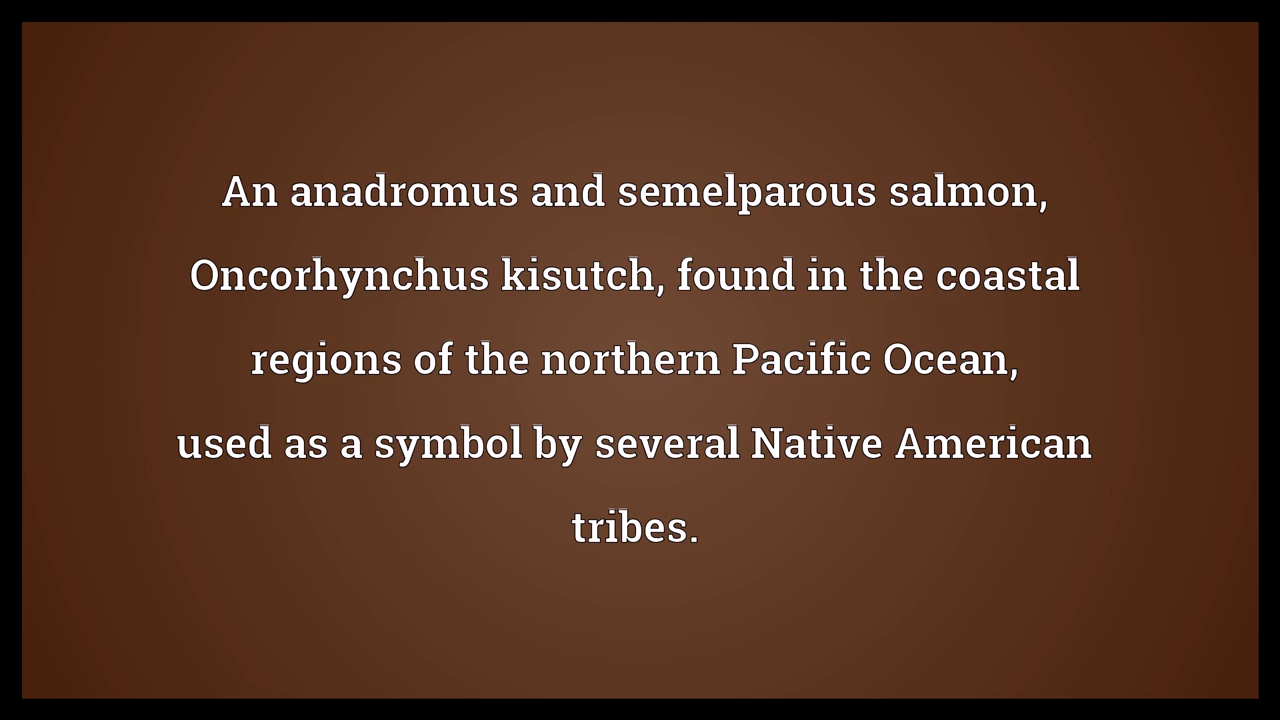 An anadromus and semelparous salmon,
Oncorhynchus kisutch, found in the coastal
regions of the northern Pacific Ocean,
used as a symbol by several Native American
tribes.